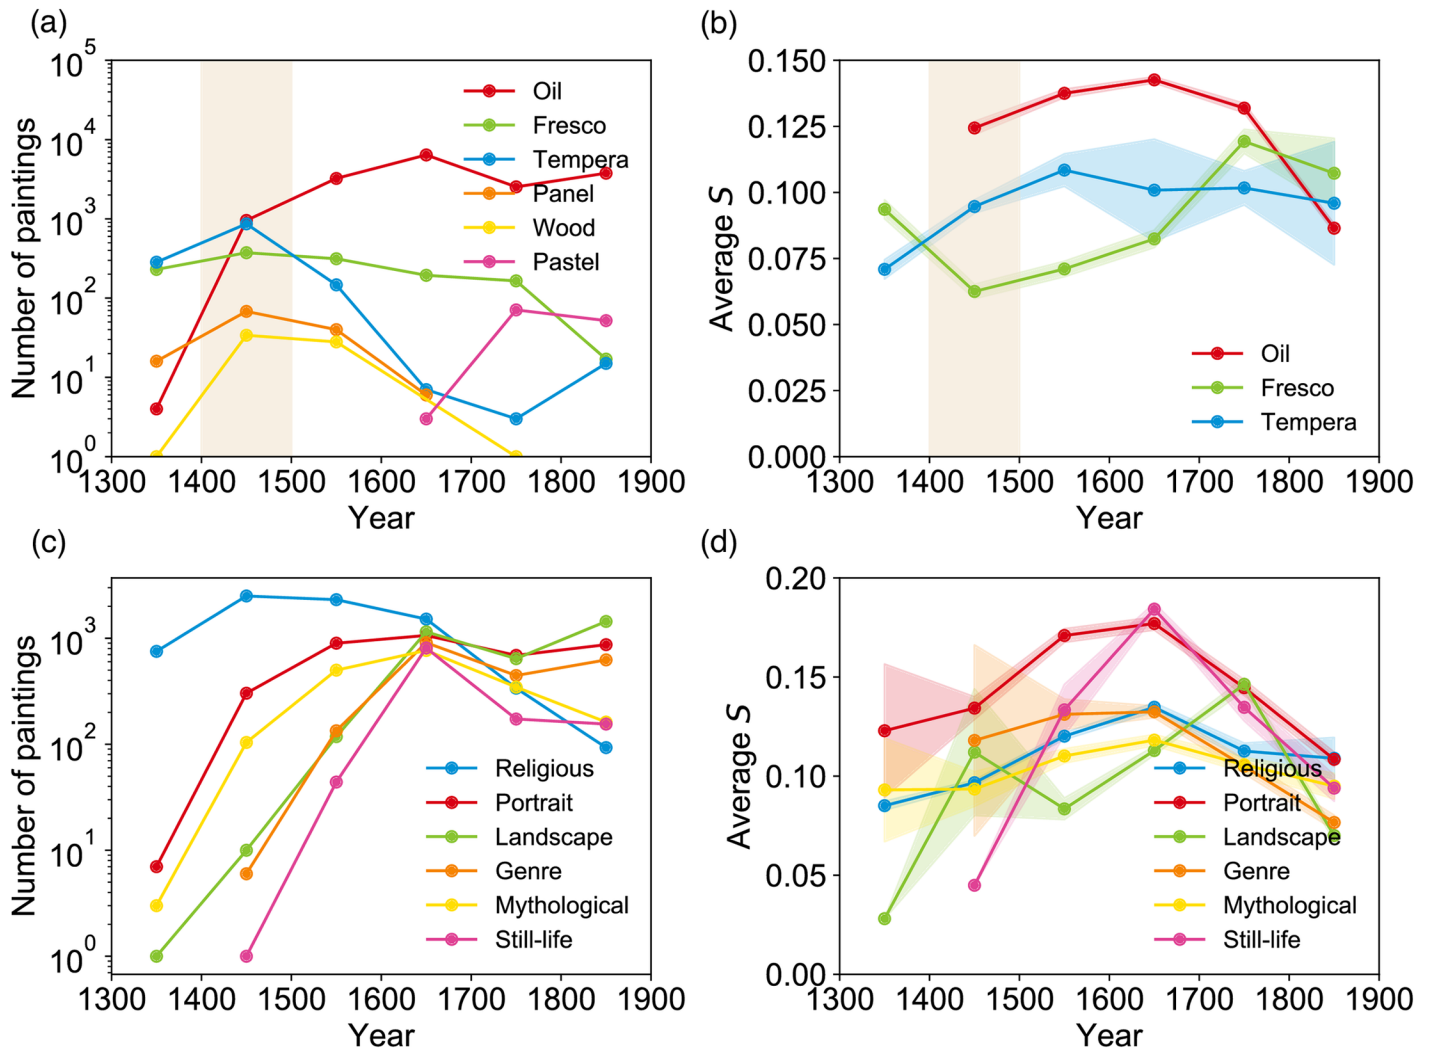 (a)
10^5
10^4
10^3
10^2
10^1
10^0
Number of paintings
1300 1400 1500 1600 1700 1800 1900
Year
Oil
Fresco
Tempera
Panel
Wood
Pastel
(b)
0.150
0.125
0.100
0.075
0.050
0.025
0.000
Average S
1300 1400 1500 1600 1700 1800 1900
Year
Oil
Fresco
Tempera
(c)
10^3
10^2
10^1
10^0
Number of paintings
1300 1400 1500 1600 1700 1800 1900
Year
Religious
Portrait
Landscape
Genre
Mythological
Still-life
(d)
0.20
0.15
0.10
0.05
0.00
Average S
1300 1400 1500 1600 1700 1800 1900
Year
Religious
Portrait
Landscape
Genre
Mythological
Still-life